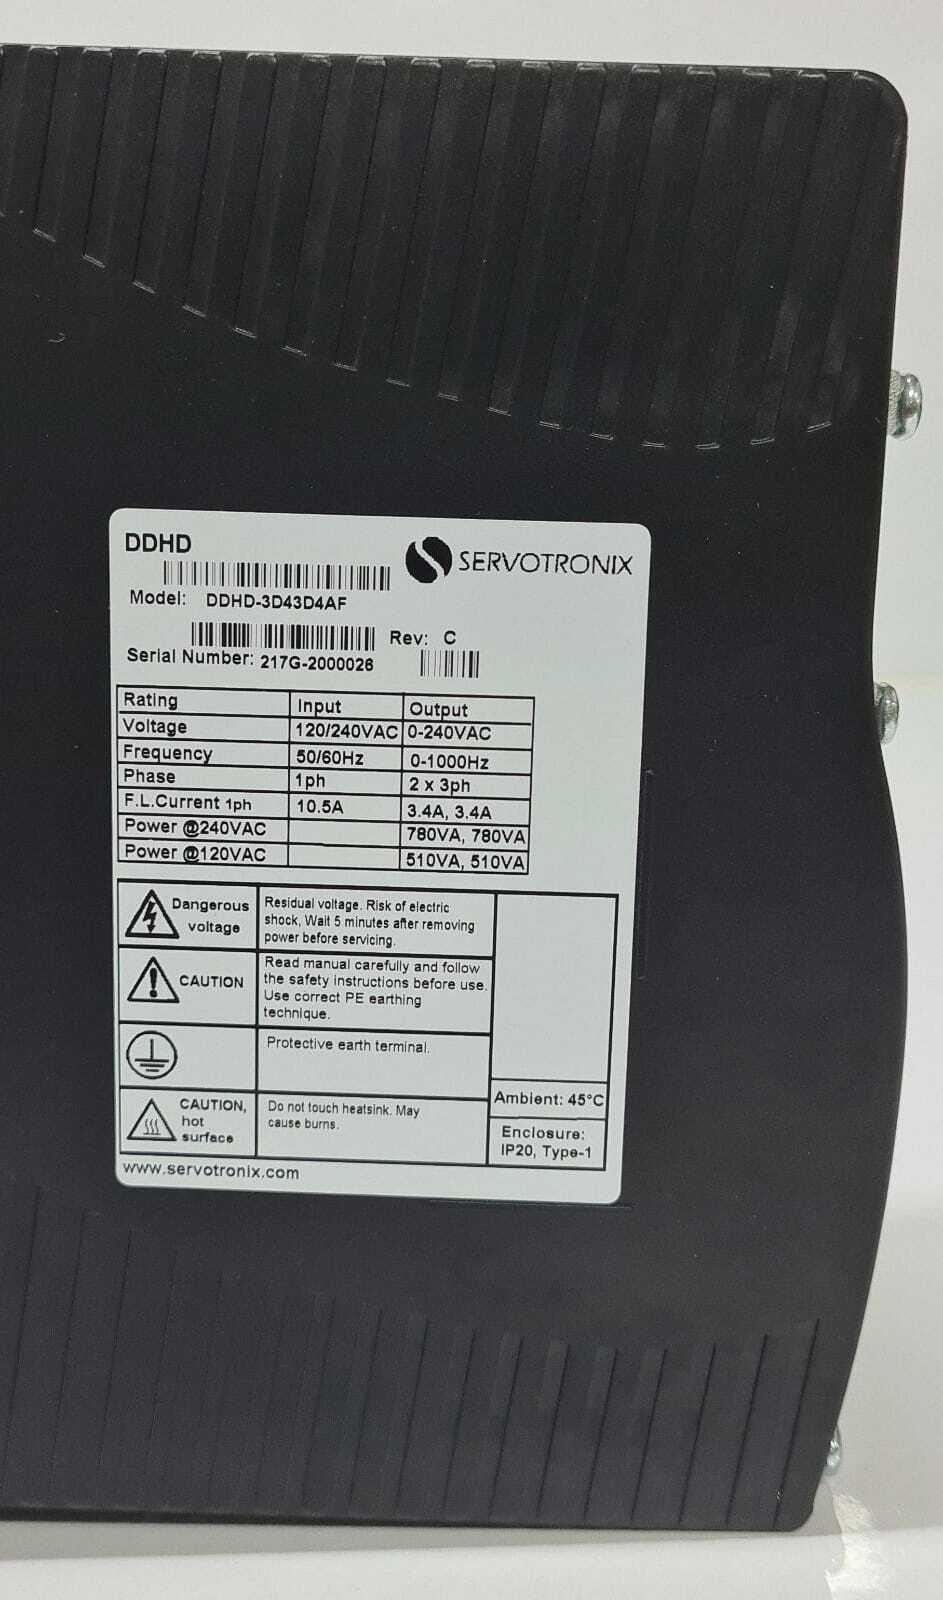 DDHD
SERVOTRONIX
Model: DDHD-3D43D4AF
Rev: C
Serial Number: 217G-2000026
Rating Input Output
Voltage 120/240VAC 0-240VAC
Frequency 50/60Hz 0-1000Hz
Phase 1ph 2 x 3ph
F.L.Current 1ph 10.5A 3.4A, 3.4A
Power @240VAC 780VA, 780VA
Power @120VAC 510VA, 510VA
Dangerous
voltage
Residual voltage. Risk of electric
shock, Wait 5 minutes after removing
power before servicing.
CAUTION
Read manual carefully and follow
the safety instructions before use.
Use correct PE earthing
technique.
Protective earth terminal.
CAUTION,
hot
surface
Do not touch heatsink. May
cause burns.
Ambient: 45°C
Enclosure:
IP20, Type-1
www.servotronix.com